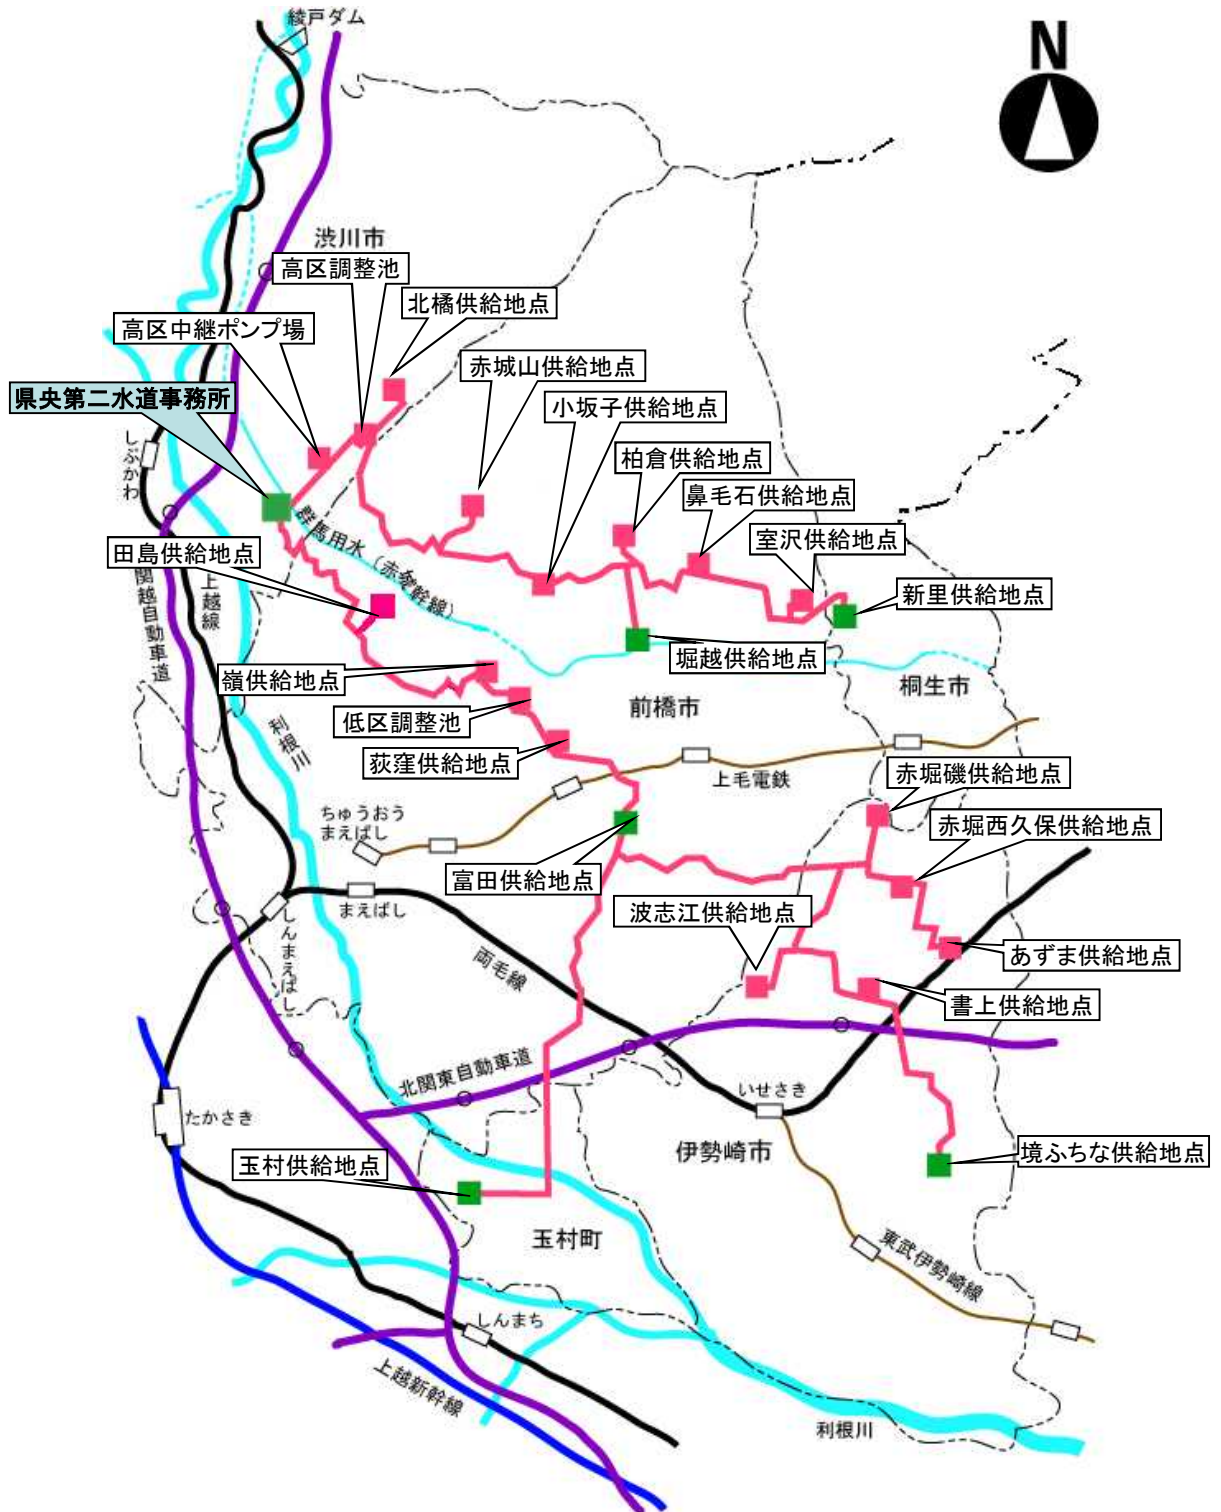 綾戸ダム
N
渋川市
高区調整池
北橘供給地点
高区中継ポンプ場
赤城山供給地点
県央第二水道事務所
小坂子供給地点
しぶかわ
柏倉供給地点
鼻毛石供給地点
群馬用水（赤城幹線）
室沢供給地点
田島供給地点
新里供給地点
関越自動車道
上越線
堀越供給地点
嶺供給地点
桐生市
前橋市
低区調整池
利根川
荻窪供給地点
上毛電鉄
赤堀磯供給地点
ちゅうおう
まえばし
赤堀西久保供給地点
富田供給地点
まえばし
波志江供給地点
しんまえばし
両毛線
あずま供給地点
書上供給地点
北関東自動車道
いせさき
たかさき
伊勢崎市
境ふちな供給地点
玉村供給地点
玉村町
東武伊勢崎線
しんまち
上越新幹線
利根川